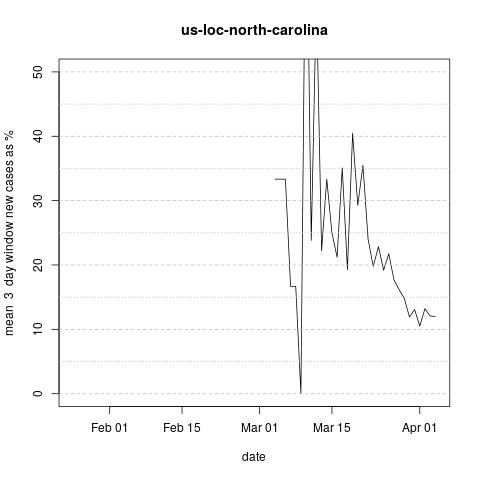 us-loc-north-carolina
mean 3 day window new cases as %
50
40
30
20
10
0
Feb 01 Feb 15 Mar 01 Mar 15 Apr 01
date